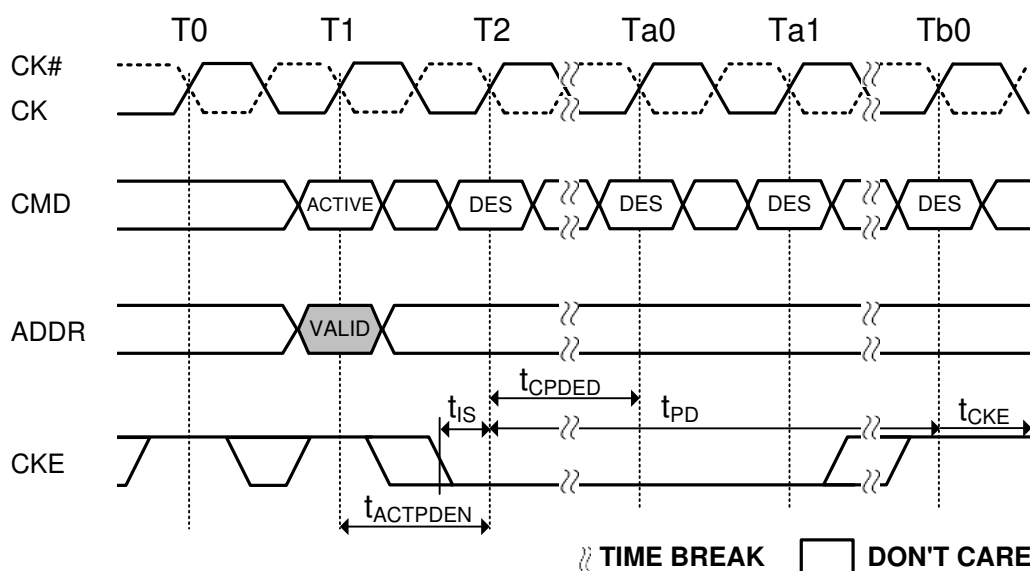 T0 T1 T2 Ta0 Ta1 Tb0
CK#
CK
CMD ACTIVE DES DES DES DES
ADDR VALID
tCPDED
tIS tPD tCKE
CKE
tACTPDEN
TIME BREAK DON'T CARE